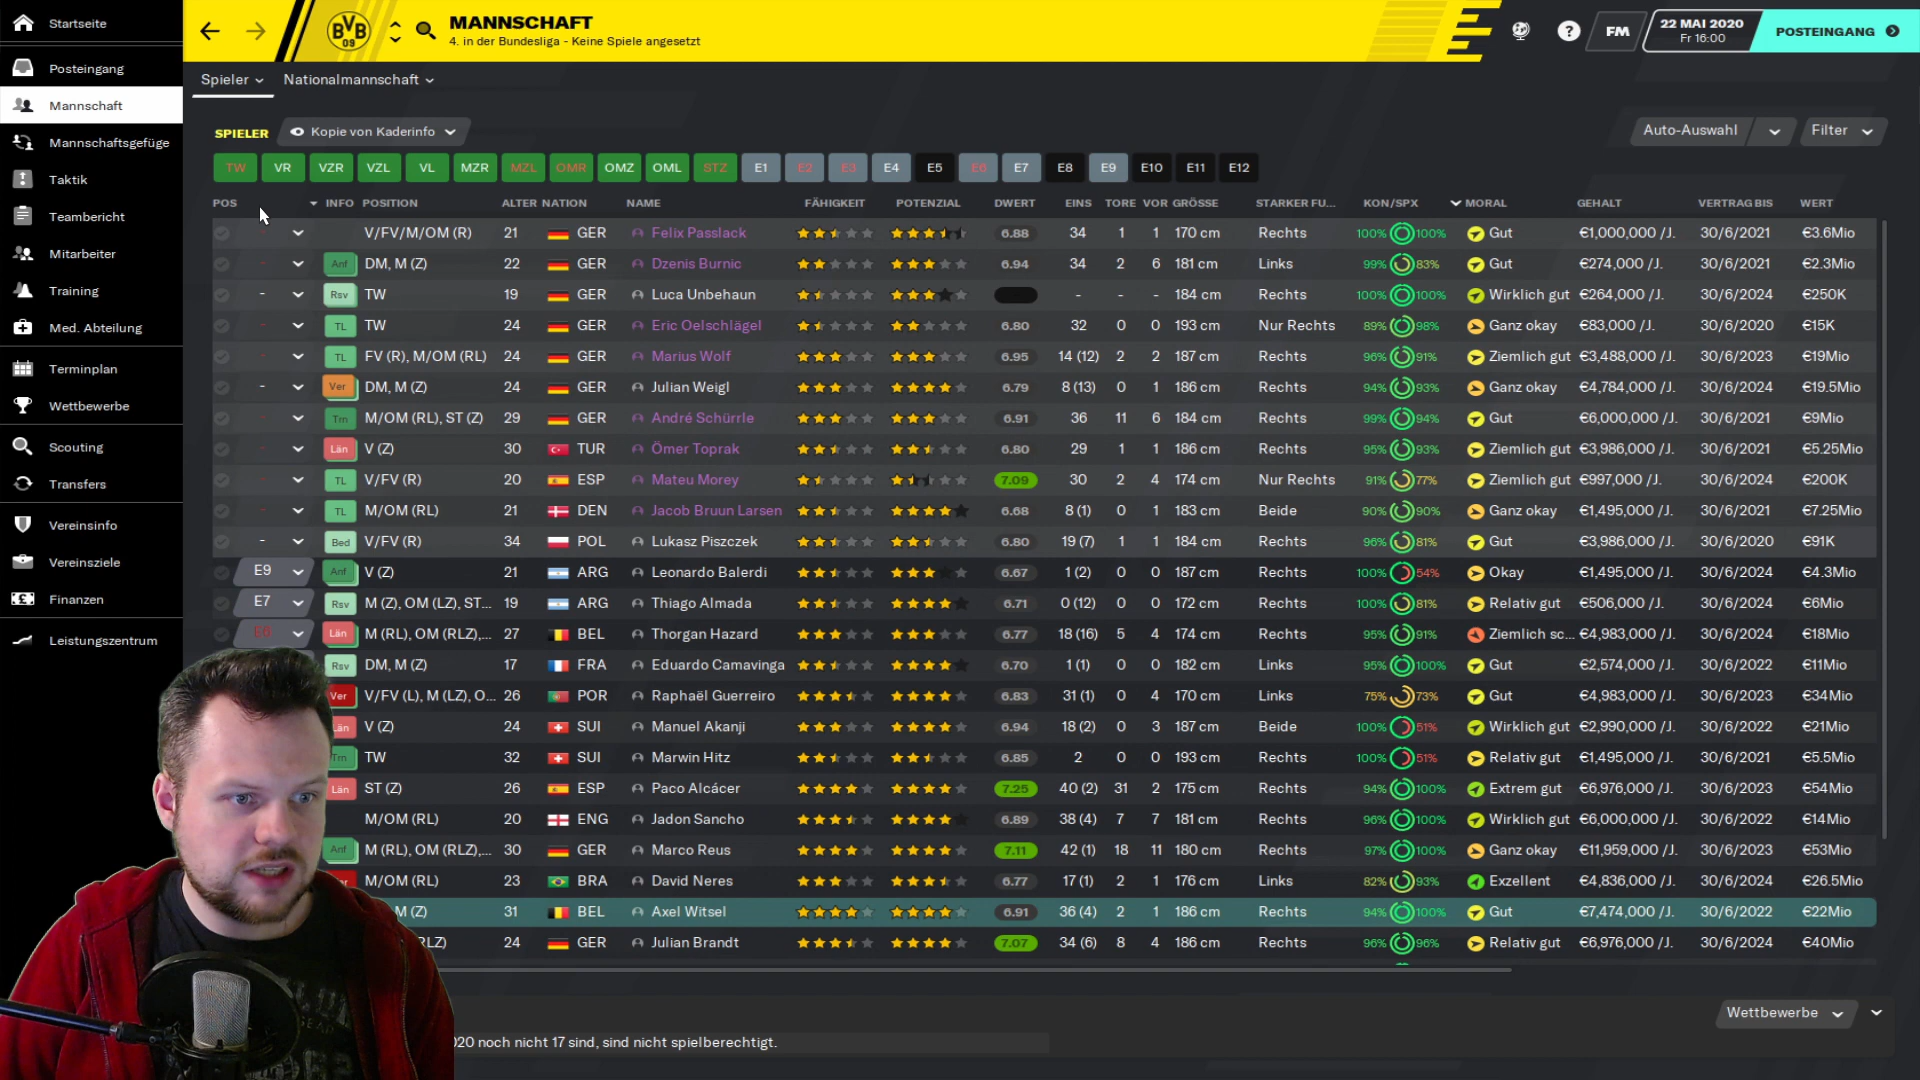 Startseite
Posteingang
Mannschaft
Mannschaftsgefüge
Taktik
Teambericht
Mitarbeiter
Training
Med. Abteilung
Terminplan
Wettbewerbe
Scouting
Transfers
Vereinsinfo
Vereinsziele
Finanzen
Leistungszentrum
BVB 09
MANNSCHAFT
4. in der Bundesliga - Keine Spiele angesetzt
FM
22 MAI 2020
Fr 16:00
POSTEINGANG
Spieler Nationalmannschaft
SPIELER Kopie von Kaderinfo Auto-Auswahl Filter
TW VR VZR VZL VL MZR MZL OMR OMZ OML STZ E1 E2 E3 E4 E5 E6 E7 E8 E9 E10 E11 E12
POS INFO POSITION ALTER NATION NAME FÄHIGKEIT POTENZIAL DWERT EINS TORE VOR GRÖSSE STARKER FU... KON/SPX MORAL GEHALT VERTRAG BIS WERT
- V/FV/M/OM (R) 21 GER Felix Passlack 6.88 34 1 1 170 cm Rechts 100% 100% Gut €1,000,000 /J. 30/6/2021 €3.6Mio
- Anf DM, M (Z) 22 GER Dzenis Burnic 6.94 34 2 6 181 cm Links 99% 83% Gut €274,000 /J. 30/6/2021 €2.3Mio
- Rsv TW 19 GER Luca Unbehaun - - - 184 cm Rechts 100% 100% Wirklich gut €264,000 /J. 30/6/2024 €250K
- TL TW 24 GER Eric Oelschlägel 6.80 32 0 0 193 cm Nur Rechts 89% 98% Ganz okay €83,000 /J. 30/6/2020 €15K
- TL FV (R), M/OM (RL) 24 GER Marius Wolf 6.95 14 (12) 2 2 187 cm Rechts 96% 91% Ziemlich gut €3,488,000 /J. 30/6/2023 €19Mio
- Ver DM, M (Z) 24 GER Julian Weigl 6.79 8 (13) 0 1 186 cm Rechts 94% 93% Ganz okay €4,784,000 /J. 30/6/2024 €19.5Mio
- Trn M/OM (RL), ST (Z) 29 GER André Schürrle 6.91 36 11 6 184 cm Rechts 99% 94% Gut €6,000,000 /J. 30/6/2021 €9Mio
- Län V (Z) 30 TUR Ömer Toprak 6.80 29 1 1 186 cm Rechts 95% 93% Ziemlich gut €3,986,000 /J. 30/6/2021 €5.25Mio
- TL V/FV (R) 20 ESP Mateu Morey 7.09 30 2 4 174 cm Nur Rechts 91% 77% Ziemlich gut €997,000 /J. 30/6/2024 €200K
- TL M/OM (RL) 21 DEN Jacob Bruun Larsen 6.68 8 (1) 0 1 183 cm Beide 90% 90% Ganz okay €1,495,000 /J. 30/6/2021 €7.25Mio
- Bed V/FV (R) 34 POL Lukasz Piszczek 6.80 19 (7) 1 1 184 cm Rechts 96% 81% Gut €3,986,000 /J. 30/6/2020 €91K
E9 Anf V (Z) 21 ARG Leonardo Balerdi 6.67 1 (2) 0 0 187 cm Rechts 100% 54% Okay €1,495,000 /J. 30/6/2024 €4.3Mio
E7 Rsv M (Z), OM (LZ), ST... 19 ARG Thiago Almada 6.71 0 (12) 0 0 172 cm Rechts 100% 81% Relativ gut €506,000 /J. 30/6/2024 €6Mio
E6 Län M (RL), OM (RLZ),... 27 BEL Thorgan Hazard 6.77 18 (16) 5 4 174 cm Rechts 95% 91% Ziemlich sc... €4,983,000 /J. 30/6/2024 €18Mio
Rsv DM, M (Z) 17 FRA Eduardo Camavinga 6.70 1 (1) 0 0 182 cm Links 95% 100% Gut €2,574,000 /J. 30/6/2022 €11Mio
Ver V/FV (L), M (LZ), O... 26 POR Raphaël Guerreiro 6.83 31 (1) 0 4 170 cm Links 75% 73% Gut €4,983,000 /J. 30/6/2023 €34Mio
Län V (Z) 24 SUI Manuel Akanji 6.94 18 (2) 0 3 187 cm Beide 100% 51% Wirklich gut €2,990,000 /J. 30/6/2022 €21Mio
Trn TW 32 SUI Marwin Hitz 6.85 2 0 0 193 cm Rechts 100% 51% Relativ gut €1,495,000 /J. 30/6/2021 €5.5Mio
Län ST (Z) 26 ESP Paco Alcácer 7.25 40 (2) 31 2 175 cm Rechts 94% 100% Extrem gut €6,976,000 /J. 30/6/2023 €54Mio
M/OM (RL) 20 ENG Jadon Sancho 6.89 38 (4) 7 7 181 cm Rechts 96% 100% Wirklich gut €6,000,000 /J. 30/6/2022 €14Mio
Anf M (RL), OM (RLZ),... 30 GER Marco Reus 7.11 42 (1) 18 11 180 cm Rechts 97% 100% Ganz okay €11,959,000 /J. 30/6/2023 €53Mio
M/OM (RL) 23 BRA David Neres 6.77 17 (1) 2 1 176 cm Links 82% 93% Exzellent €4,836,000 /J. 30/6/2024 €26.5Mio
M (Z) 31 BEL Axel Witsel 6.91 36 (4) 2 1 186 cm Rechts 94% 100% Gut €7,474,000 /J. 30/6/2022 €22Mio
RLZ) 24 GER Julian Brandt 7.07 34 (6) 8 4 186 cm Rechts 96% 96% Relativ gut €6,976,000 /J. 30/6/2024 €40Mio
Wettbewerbe
020 noch nicht 17 sind, sind nicht spielberechtigt.